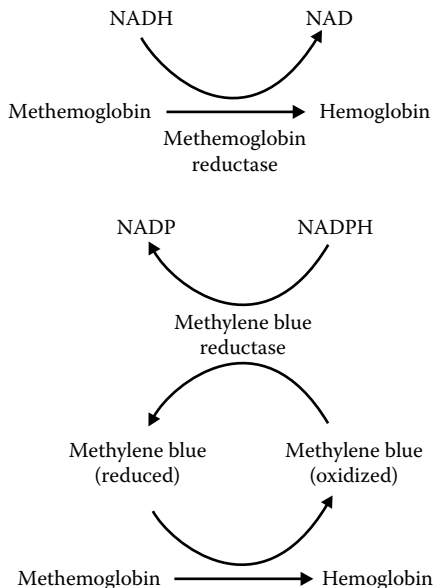 NADH NAD
Methemoglobin Hemoglobin
Methemoglobin
reductase
NADP NADPH
Methylene blue
reductase
Methylene blue Methylene blue
(reduced) (oxidized)
Methemoglobin Hemoglobin